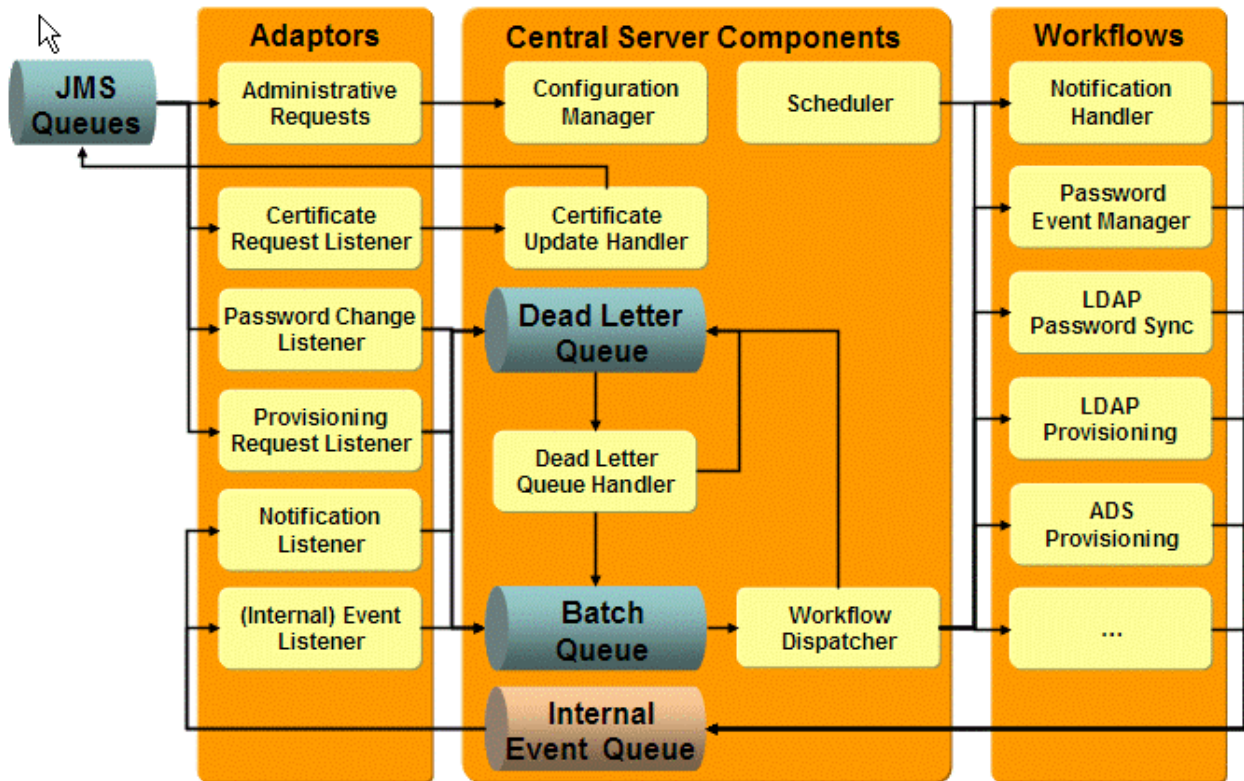 Adaptors
Central Server Components
Workflows
JMS
Queues
Administrative
Requests
Configuration
Manager
Scheduler
Notification
Handler
Certificate
Request Listener
Certificate
Update Handler
Password
Event Manager
Password Change
Listener
Dead Letter
Queue
LDAP
Password Sync
Provisioning
Request Listener
Dead Letter
Queue Handler
LDAP
Provisioning
Notification
Listener
ADS
Provisioning
(Internal) Event
Listener
Batch
Queue
Workflow
Dispatcher
...
Internal
Event Queue